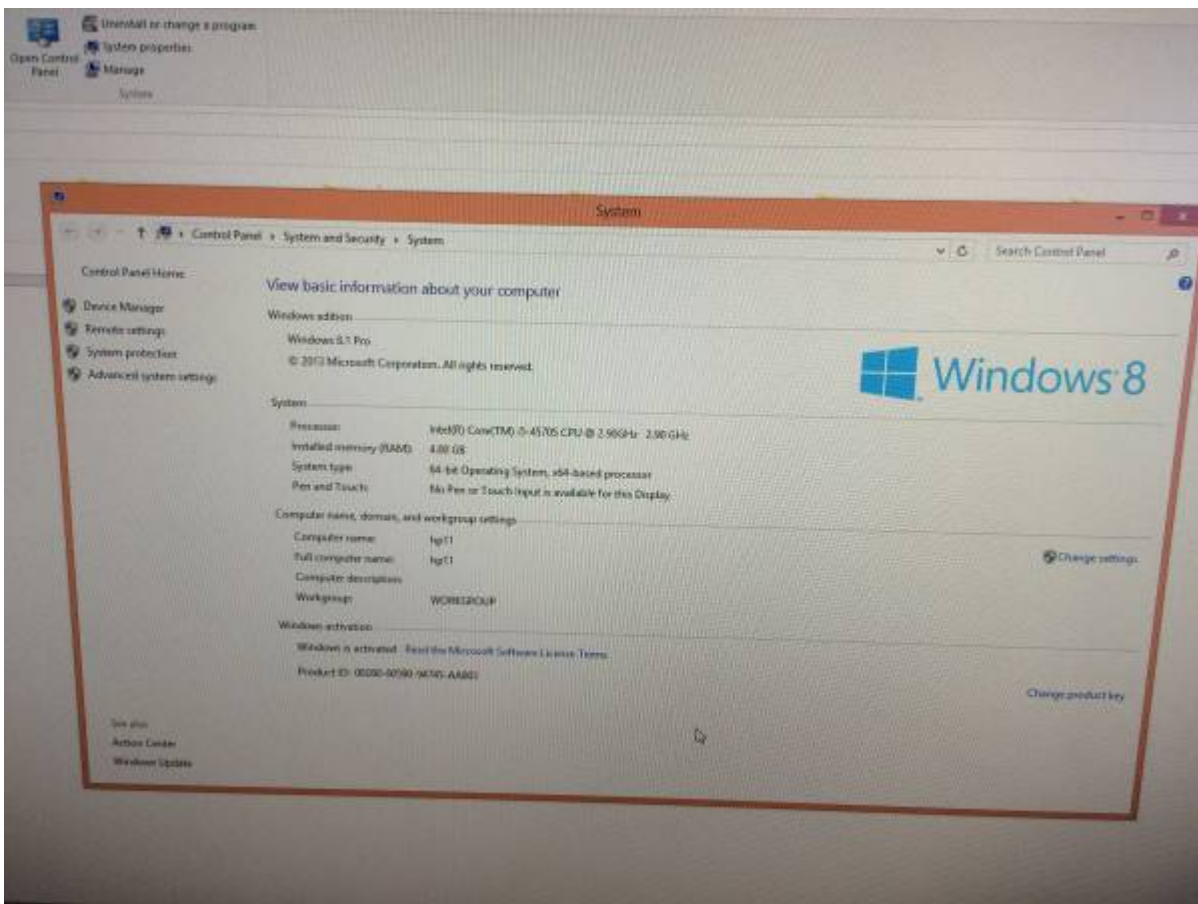 Uninstall or change a program
System properties
Open Control Panel
Manage
System
System
Control Panel System and Security System
Search Control Panel
Control Panel Home
Device Manager
Remote settings
System protection
Advanced system settings
View basic information about your computer
Windows edition
Windows 8.1 Pro
© 2013 Microsoft Corporation. All rights reserved.
Windows 8
System
Processor: Intel(R) Core(TM) i5-4570S CPU @ 2.90GHz 2.90 GHz
Installed memory (RAM): 4.00 GB
System type: 64-bit Operating System, x64-based processor
Pen and Touch: No Pen or Touch Input is available for this Display
Computer name, domain, and workgroup settings
Computer name:
Full computer name:
Computer description:
Workgroup: WORKGROUP
Change settings
Windows activation
Windows is activated Read the Microsoft Software License Terms
Product ID:
Change product key
See also
Action Center
Windows Update